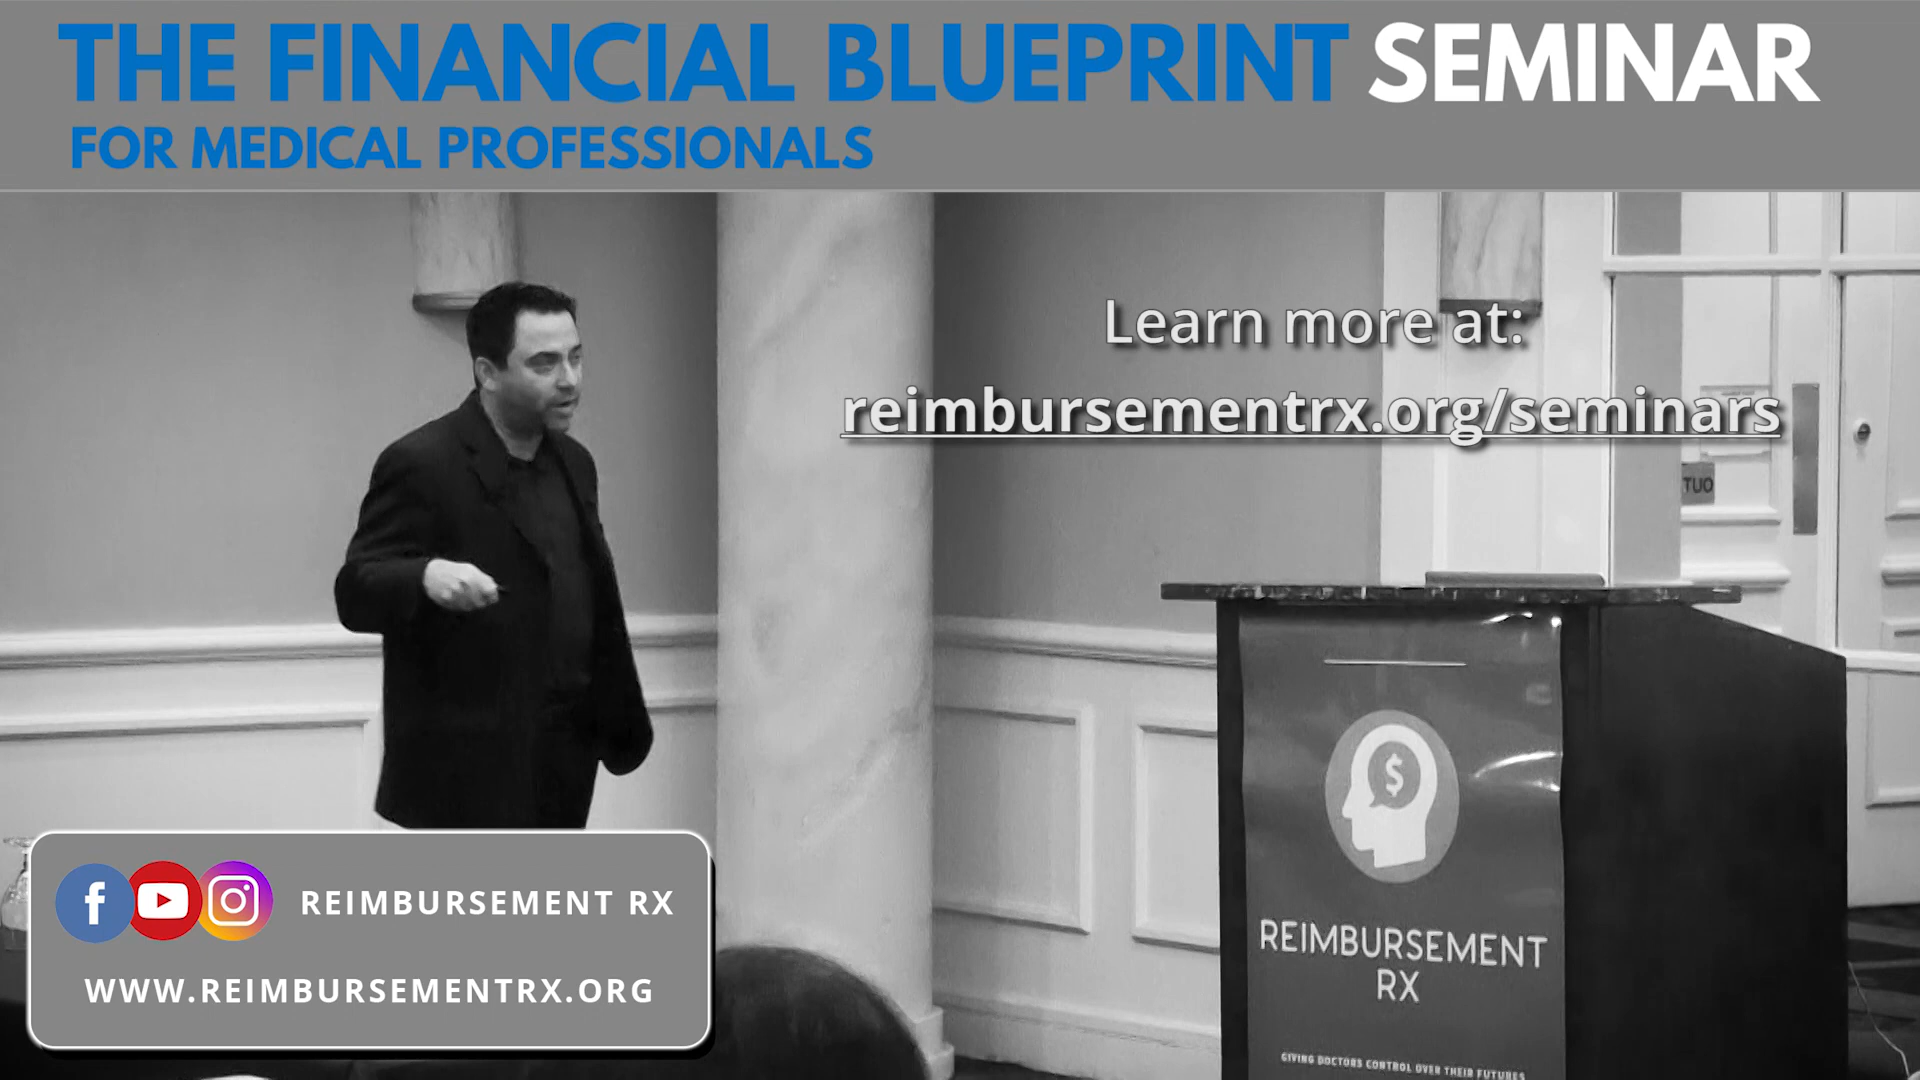 THE FINANCIAL BLUEPRINT SEMINAR
FOR MEDICAL PROFESSIONALS
Learn more at:
reimbursementrx.org/seminars
OUT
$
REIMBURSEMENT
RX
GIVING DOCTORS CONTROL OVER THEIR FUTURES
f
REIMBURSEMENT RX
WWW.REIMBURSEMENTRX.ORG